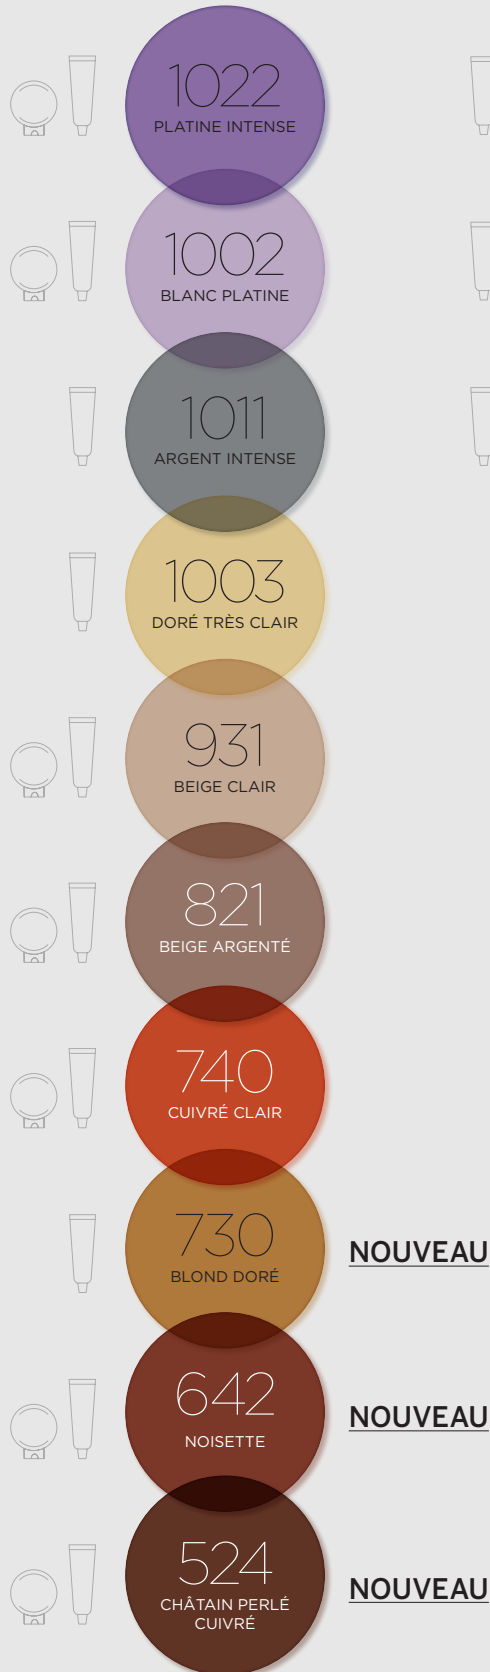 1022
PLATINE INTENSE
1002
BLANC PLATINE
1011
ARGENT INTENSE
1003
DORÉ TRÈS CLAIR
931
BEIGE CLAIR
821
BEIGE ARGENTÉ
740
CUIVRÉ CLAIR
730
BLOND DORÉ
NOUVEAU
642
NOISETTE
NOUVEAU
524
CHÂTAIN PERLÉ
CUIVRÉ
NOUVEAU